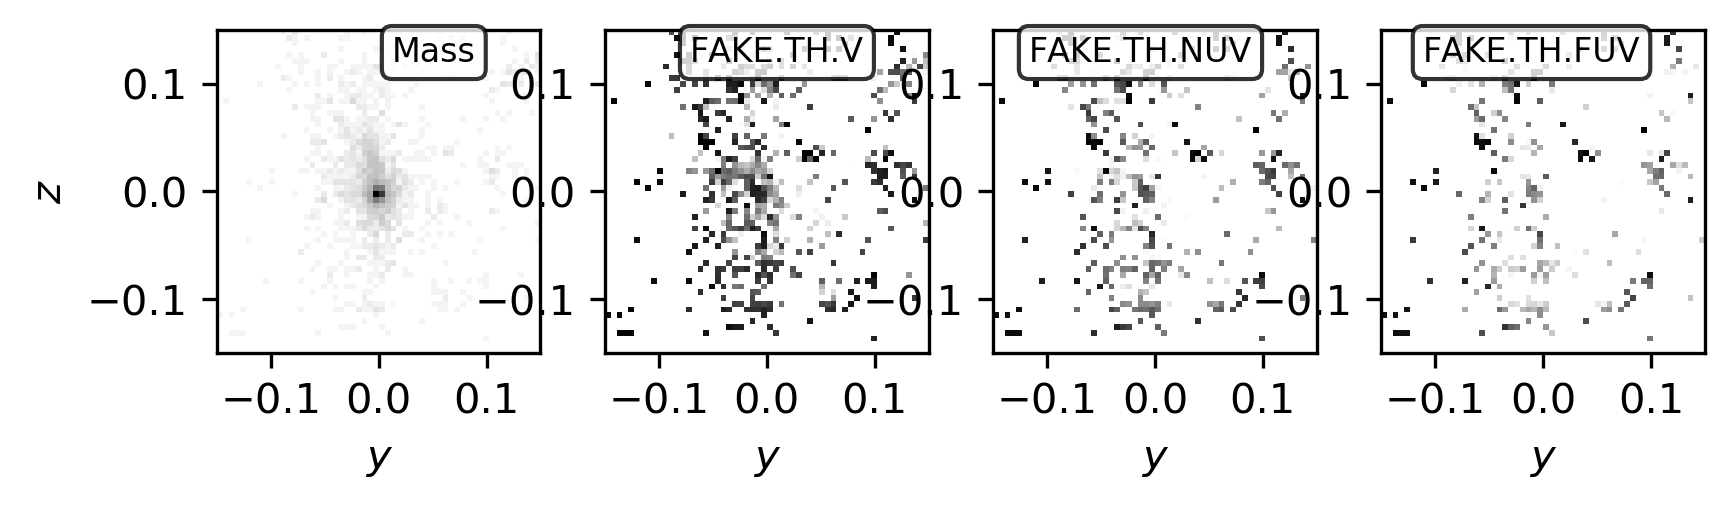 Mass FAKE.TH.V FAKE.TH.NUV FAKE.TH.FUV
0.1 0.1 0.1 0.1
z 0.0 0.0 0.0 0.0
−0.1 −0.1 −0.1 −0.1
−0.1 0.0 0.1 −0.1 0.0 0.1 −0.1 0.0 0.1 −0.1 0.0 0.1
y y y y